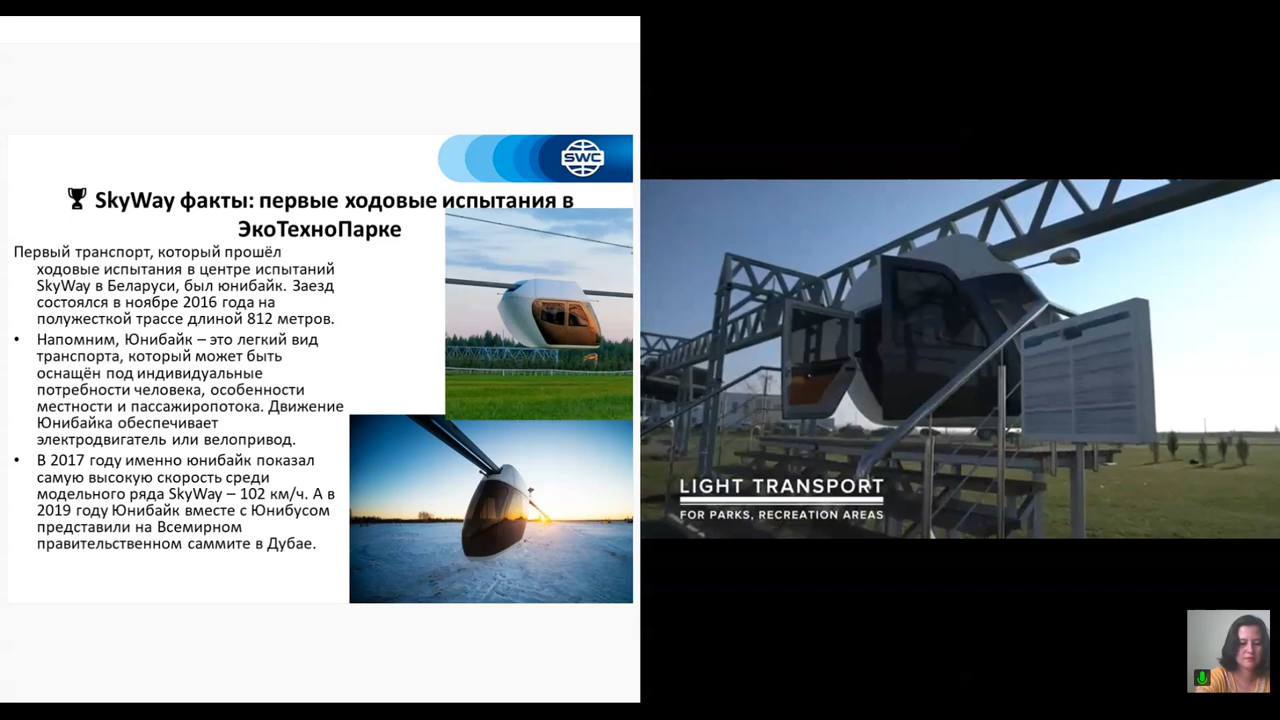 SWC
SkyWay факты: первые ходовые испытания в
ЭкоТехноПарке
Первый транспорт, который прошёл
ходовые испытания в центре испытаний
SkyWay в Беларуси, был юнибайк. Заезд
состоялся в ноябре 2016 года на
полужесткой трассе длиной 812 метров.
• Напомним, Юнибайк – это легкий вид
транспорта, который может быть
оснащён под индивидуальные
потребности человека, особенности
местности и пассажиропотока. Движение
Юнибайка обеспечивает
электродвигатель или велопривод.
• В 2017 году именно юнибайк показал
самую высокую скорость среди
модельного ряда SkyWay – 102 км/ч. А в
2019 году Юнибайк вместе с Юнибусом
представили на Всемирном
правительственном саммите в Дубае.
LIGHT TRANSPORT
FOR PARKS, RECREATION AREAS